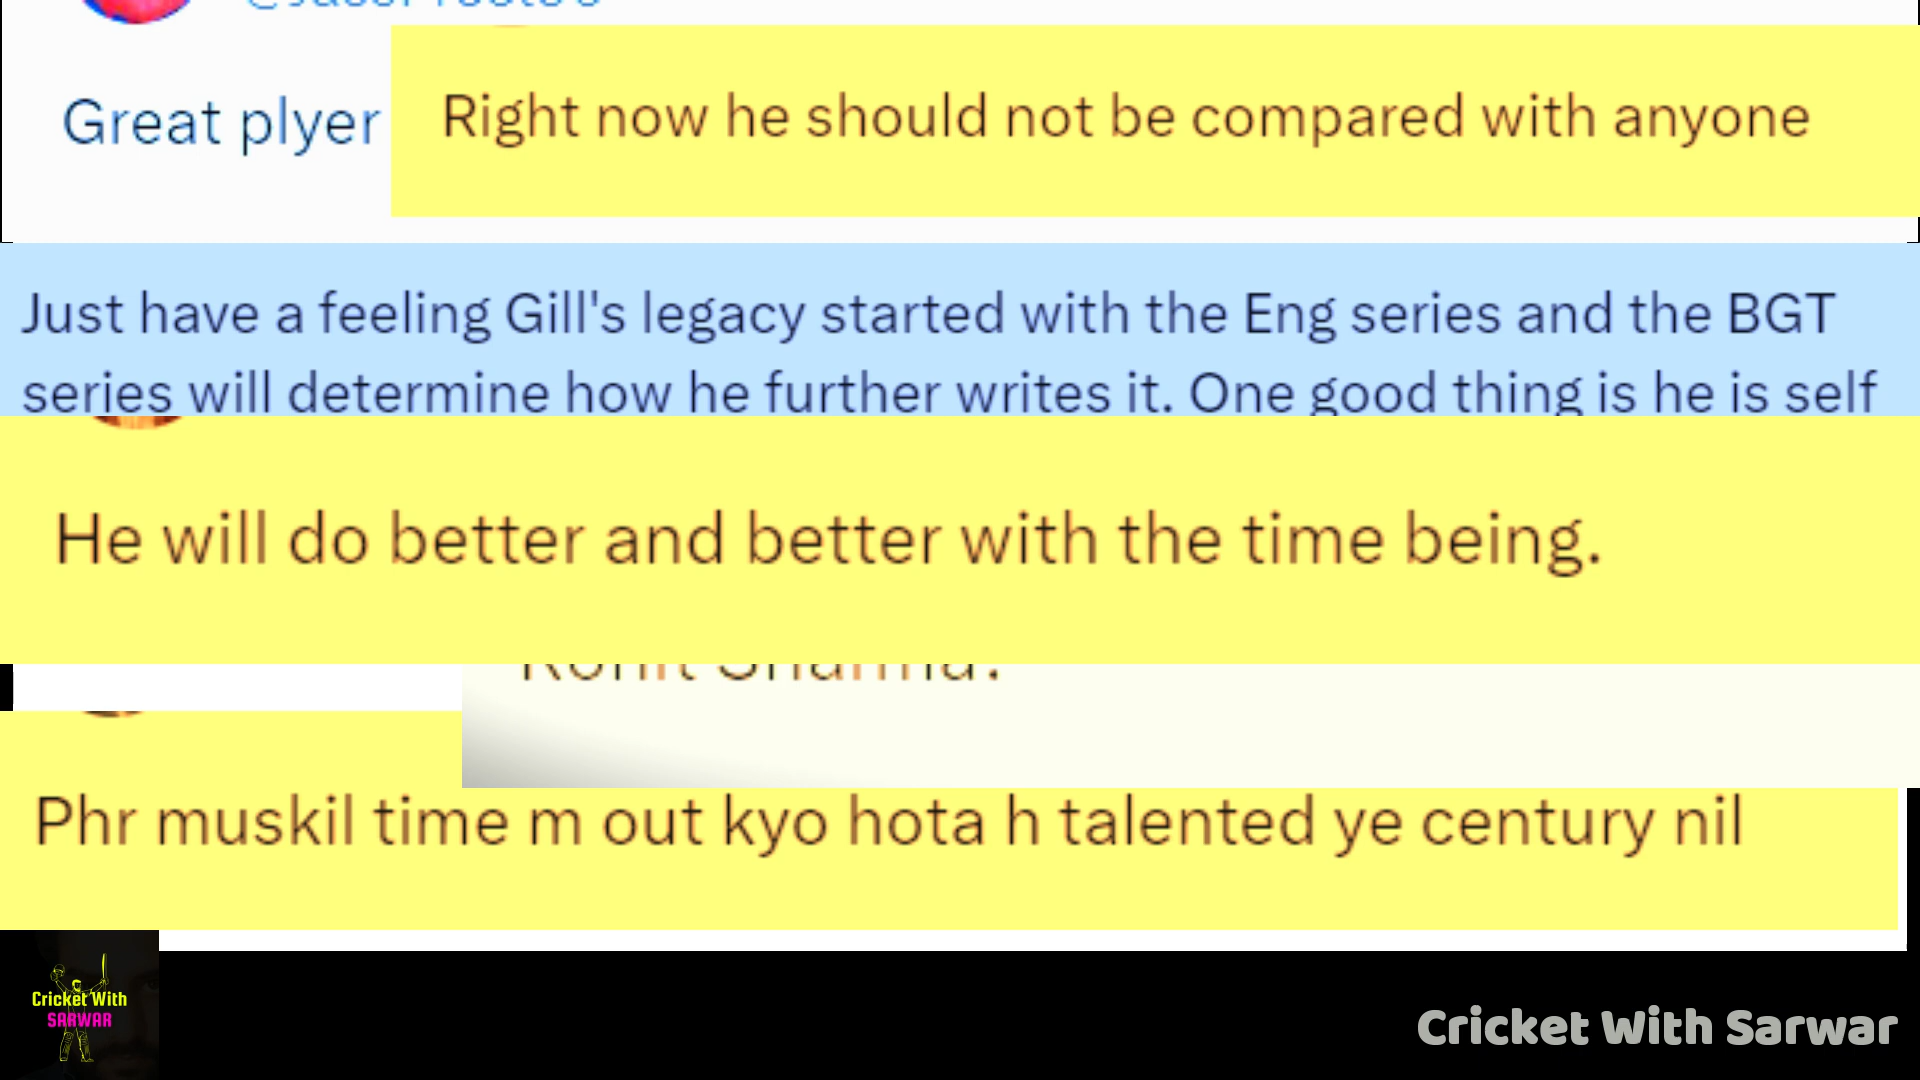 Great plyer
Right now he should not be compared with anyone
Just have a feeling Gill's legacy started with the Eng series and the BGT
series will determine how he further writes it. One good thing is he is self
He will do better and better with the time being.
Rohit Sharma.
Phr muskil time m out kyo hota h talented ye century nil
Cricket With
SARWAR
Cricket With Sarwar